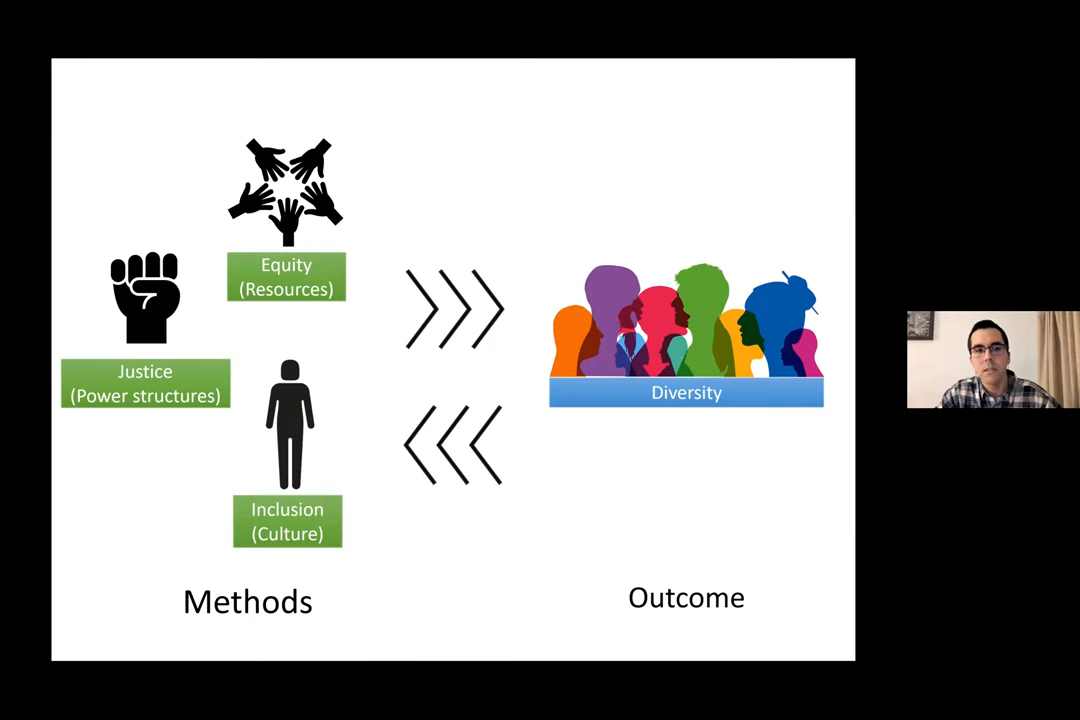 Equity
(Resources)
Justice
(Power structures)
Diversity
Inclusion
(Culture)
Methods
Outcome